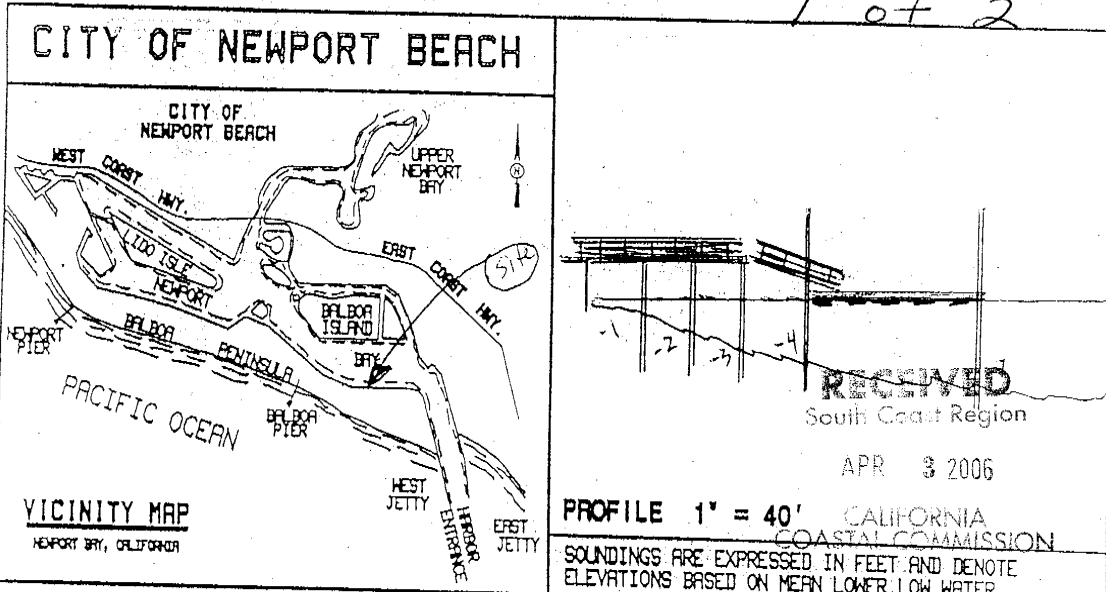 1 of 2
CITY OF NEWPORT BEACH
CITY OF
NEWPORT BEACH
WEST COAST HWY.
UPPER
NEWPORT
BAY
EAST COAST HWY.
Site
LIDO ISLE
NEWPORT
BALBOA
ISLAND
BAY
NEWPORT
PIER
BALBOA PENINSULA
BALBOA
PIER
PACIFIC OCEAN
WEST
JETTY
HARBOR
ENTRANCE
EAST
JETTY
VICINITY MAP
NEWPORT BAY, CALIFORNIA
N
-1
-2
-3
-4
RECEIVED
South Coast Region
APR 3 2006
PROFILE 1" = 40'
CALIFORNIA
COASTAL COMMISSION
SOUNDINGS ARE EXPRESSED IN FEET AND DENOTE
ELEVATIONS BASED ON MEAN LOWER LOW WATER